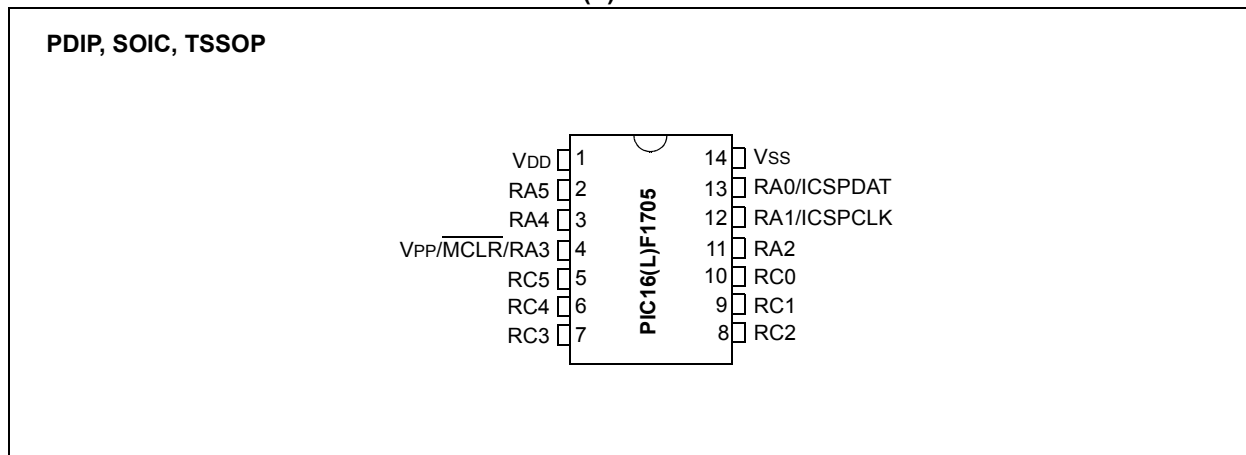 PDIP, SOIC, TSSOP
VDD 1
RA5 2
RA4 3
VPP/MCLR/RA3 4
RC5 5
RC4 6
RC3 7
PIC16(L)F1705
14 VSS
13 RA0/ICSPDAT
12 RA1/ICSPCLK
11 RA2
10 RC0
9 RC1
8 RC2